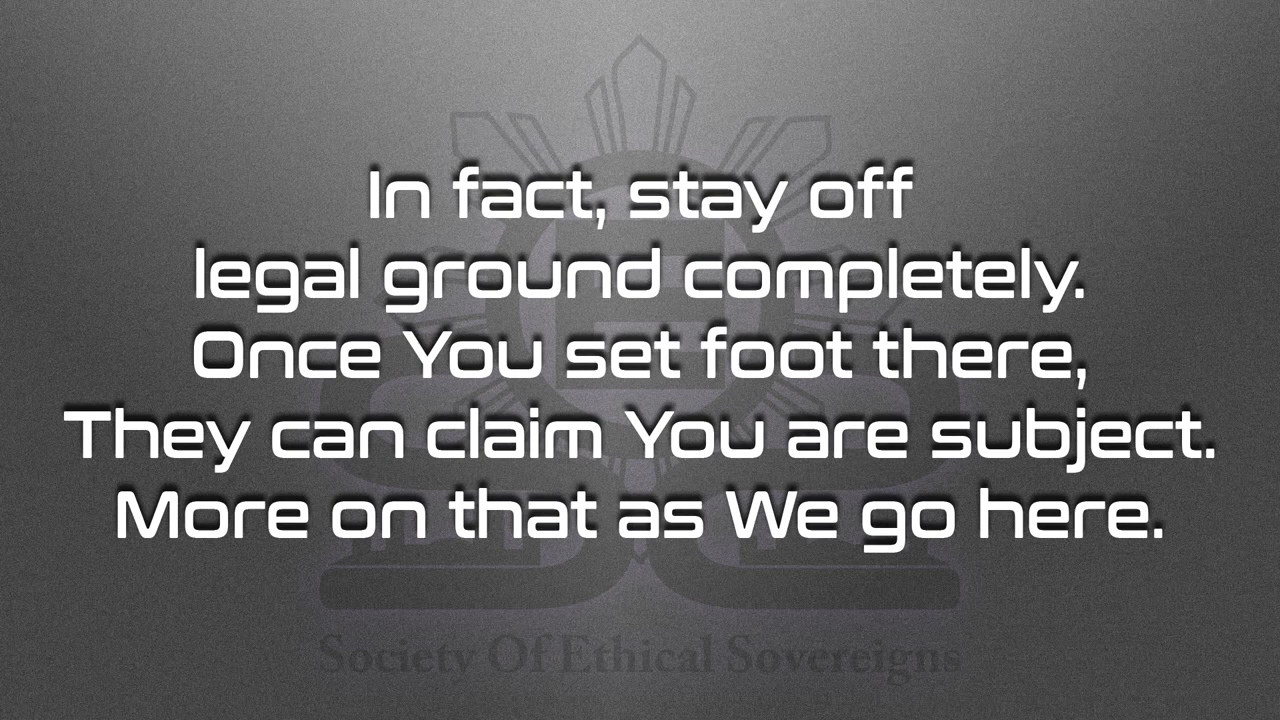 In fact, stay off
legal ground completely.
Once You set foot there,
They can claim You are subject.
More on that as We go here.
Society Of Ethical Sovereigns